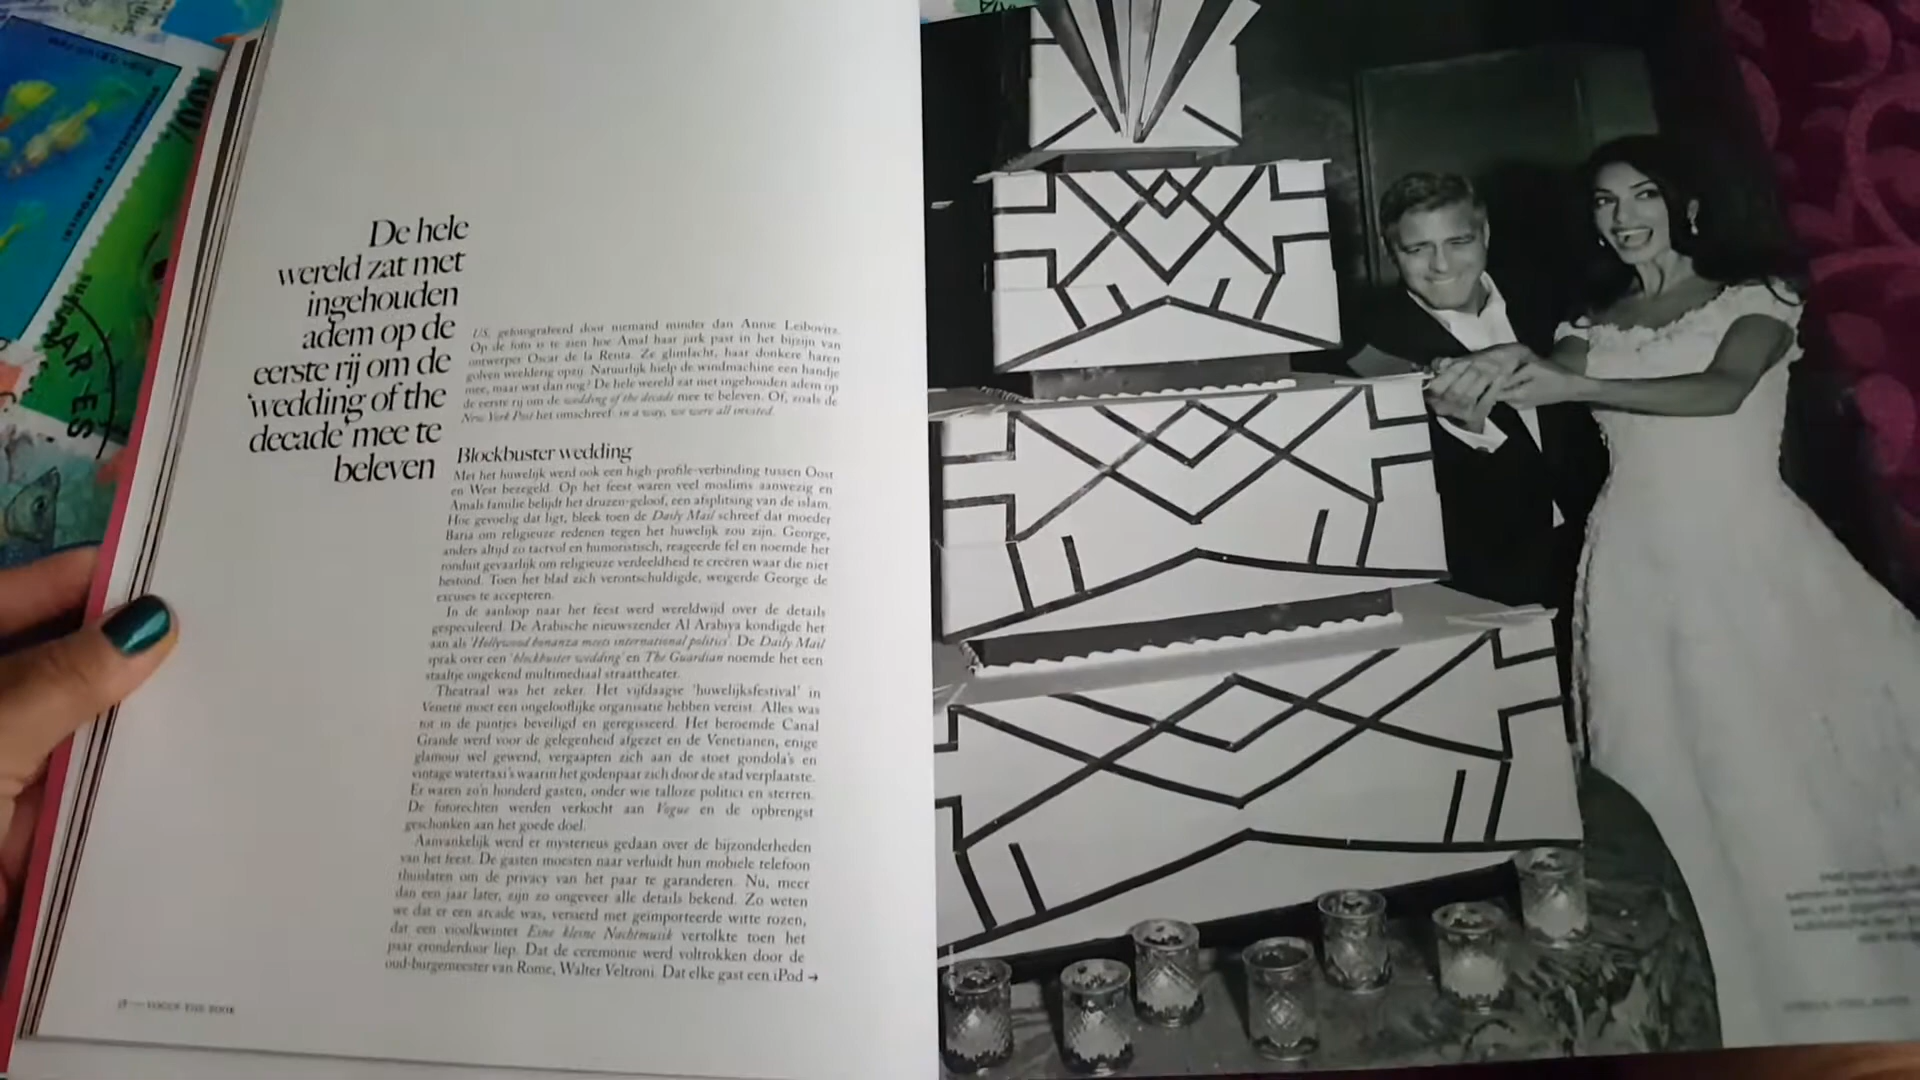 De hele
wereld zat met
ingehouden
adem op de
eerste rij om de
'wedding of the
decade' mee te
beleven
US, gefotografeerd door niemand minder dan Annie Leibovitz.
Op de foto is te zien hoe Amal haar jurk past in het bijzijn van
ontwerper Oscar de la Renta. Ze glimlacht, haar donkere haren
golven weelderig opzij. Natuurlijk hielp de windmachine een handje
mee, maar wat dan nog? De hele wereld zat met ingehouden adem op
de eerste rij om de wedding of the decade mee te beleven. Of, zoals de
New York Post het omschreef: in a way, we were all invited.
Blockbuster wedding
Met het huwelijk werd ook een high-profile-verbinding tussen Oost
en West bezegeld. Op het feest waren veel moslims aanwezig en
Amals familie belijdt het druzen-geloof, een afsplitsing van de islam.
Hoe gevoelig dat ligt, bleek toen de Daily Mail schreef dat moeder
Baria om religieuze redenen tegen het huwelijk zou zijn. George,
anders altijd zo tactvol en humoristisch, reageerde fel en noemde het
ronduit gevaarlijk om religieuze verdeeldheid te creëren waar die niet
bestond. Toen het blad zich verontschuldigde, weigerde George de
excuses te accepteren.
In de aanloop naar het feest werd wereldwijd over de details
gespeculeerd. De Arabische nieuwszender Al Arabiya kondigde het
aan als 'Hollywood bonanza meets international politics'. De Daily Mail
sprak over een 'blockbuster wedding' en The Guardian noemde het een
staaltje ongekend multimediaal straattheater.
Theatraal was het zeker. Het vijfdaagse 'huwelijksfestival' in
Venetië moet een ongelooflijke organisatie hebben vereist. Alles was
tot in de puntjes beveiligd en geregisseerd. Het beroemde Canal
Grande werd voor de gelegenheid afgezet en de Venetianen, enige
glamour wel gewend, vergaapten zich aan de stoet gondola's en
vintage watertaxi's waarin het godenpaar zich door de stad verplaatste.
Er waren zo'n honderd gasten, onder wie talloze politici en sterren.
De fotorechten werden verkocht aan Vogue en de opbrengst
geschonken aan het goede doel.
Aanvankelijk werd er mysterieus gedaan over de bijzonderheden
van het feest. De gasten moesten naar verluidt hun mobiele telefoon
thuislaten om de privacy van het paar te garanderen. Nu, meer
dan een jaar later, zijn zo ongeveer alle details bekend. Zo weten
we dat er een arcade was, versierd met geïmporteerde witte rozen,
dat een vioolkwintet Eine kleine Nachtmusik vertolkte toen het
paar eronderdoor liep. Dat de ceremonie werd voltrokken door de
oud-burgemeester van Rome, Walter Veltroni. Dat elke gast een iPod →
VOGUE THE BOOK